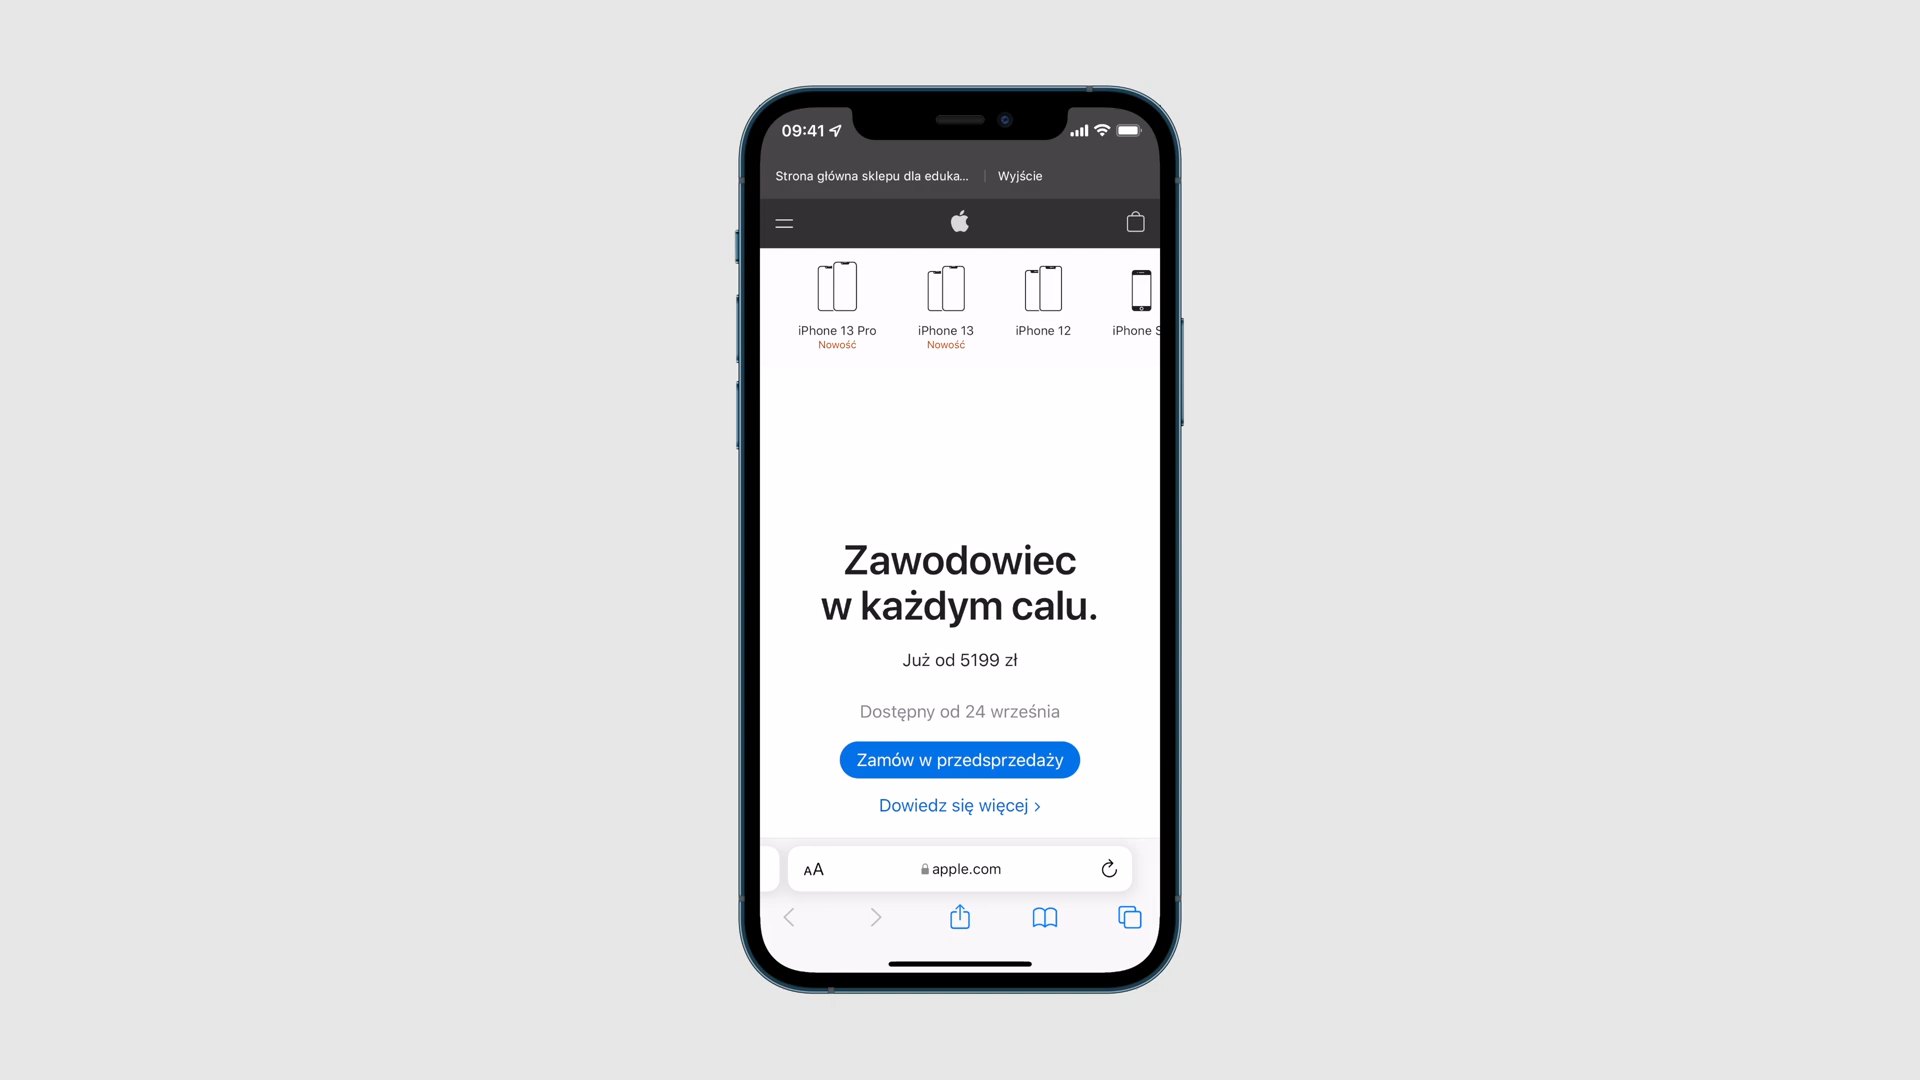 09:41
Strona główna sklepu dla eduka... Wyjście
iPhone 13 Pro
Nowość
iPhone 13
Nowość
iPhone 12
iPhone S
Zawodowiec
w każdym calu.
Już od 5199 zł
Dostępny od 24 września
Zamów w przedsprzedaży
Dowiedz się więcej >
AA apple.com